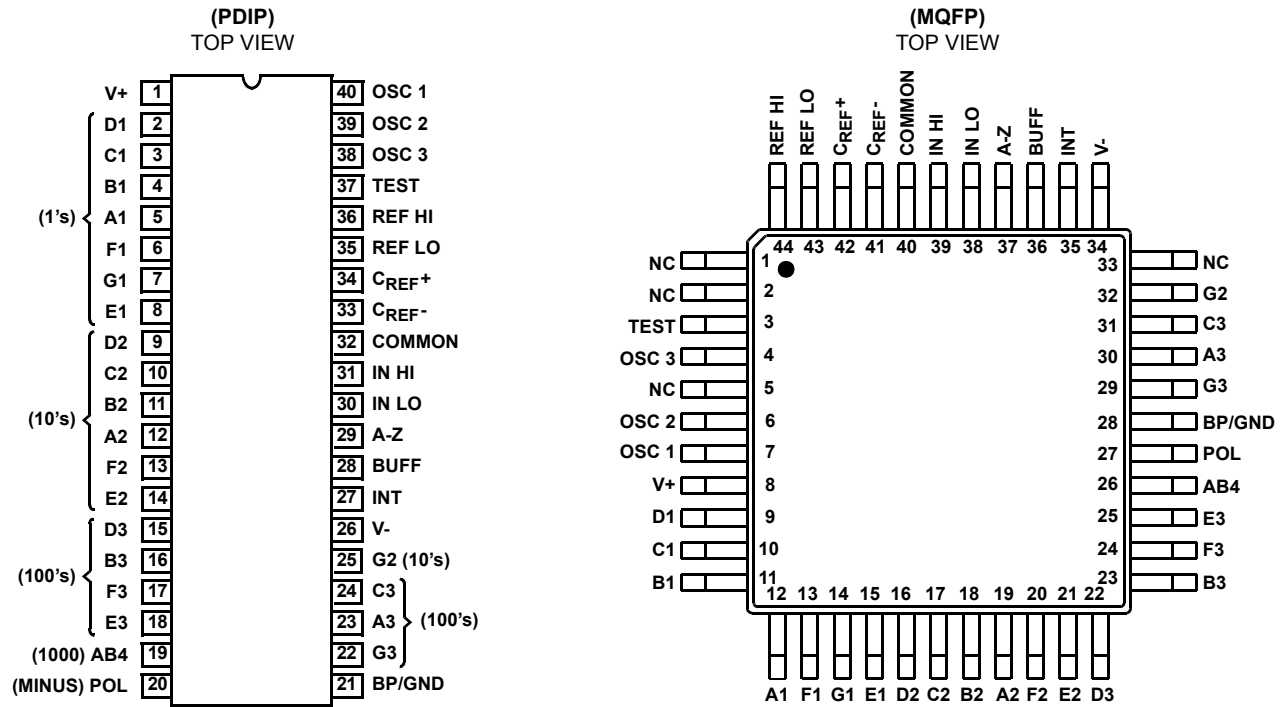 (PDIP)
TOP VIEW
V+ 1
D1 2
C1 3
B1 4
(1's) A1 5
F1 6
G1 7
E1 8
D2 9
C2 10
B2 11
(10's)
A2 12
F2 13
E2 14
D3 15
B3 16
(100's)
F3 17
E3 18
(1000) AB4 19
(MINUS) POL 20
40 OSC 1
39 OSC 2
38 OSC 3
37 TEST
36 REF HI
35 REF LO
34 CREF+
33 CREF-
32 COMMON
31 IN HI
30 IN LO
29 A-Z
28 BUFF
27 INT
26 V-
25 G2 (10's)
24 C3
23 A3 (100's)
22 G3
21 BP/GND
(MQFP)
TOP VIEW
REF HI
REF LO
CREF+
CREF-
COMMON
IN HI
IN LO
A-Z
BUFF
INT
V-
44 43 42 41 40 39 38 37 36 35 34
NC 1
NC 2
TEST 3
OSC 3 4
NC 5
OSC 2 6
OSC 1 7
V+ 8
D1 9
C1 10
B1 11
33 NC
32 G2
31 C3
30 A3
29 G3
28 BP/GND
27 POL
26 AB4
25 E3
24 F3
23 B3
12 13 14 15 16 17 18 19 20 21 22
A1 F1 G1 E1 D2 C2 B2 A2 F2 E2 D3